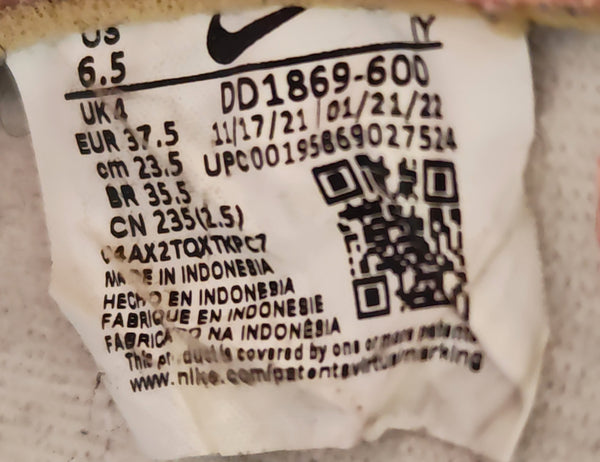 US
6.5
Y
UK 4
EUR 37.5
cm 23.5
BR 35.5
CN 235(2.5)
DD1869-600
11/17/21 01/21/22
UPC00195869027524
MADE IN INDONESIA
HECHO EN INDONESIA
FABRIQUE EN INDONESIE
FABRICADO NA INDONÉSIA
This product is covered by one or more patents
www.nike.com/patentsvirtualmarking